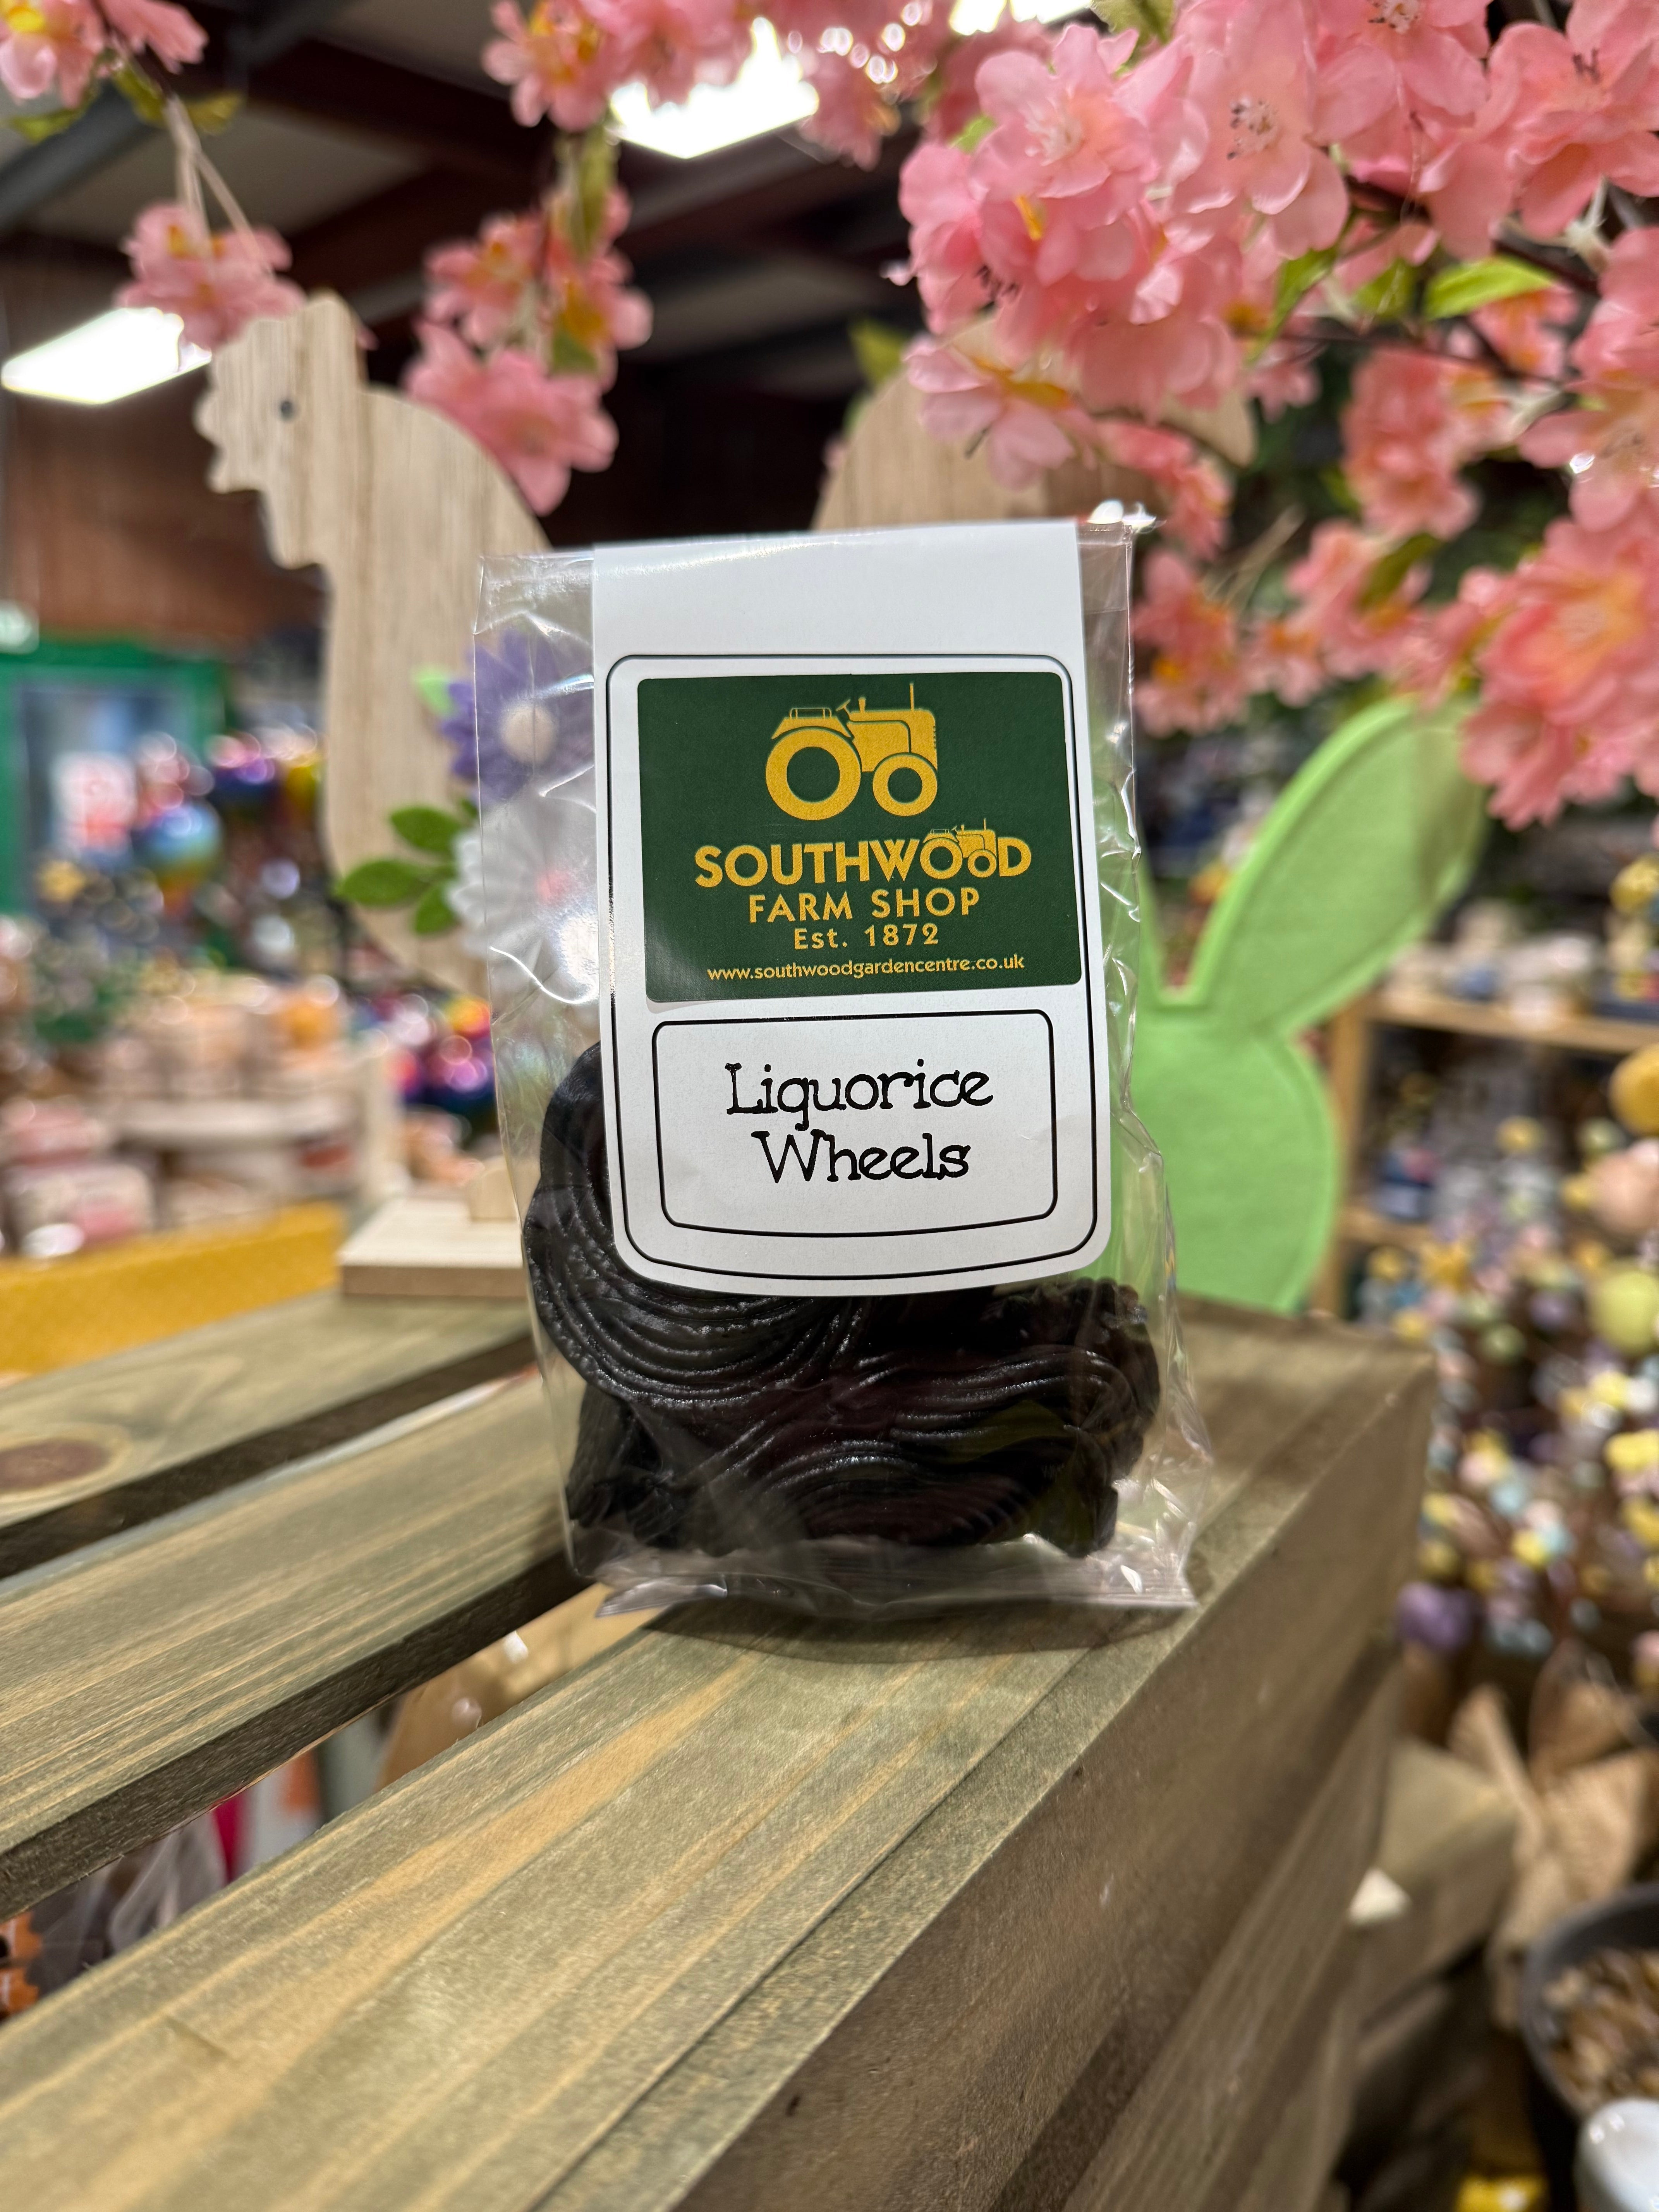 SOUTHWOOD
FARM SHOP
Est. 1872
www.southwoodgardencentre.co.uk
Liquorice
Wheels